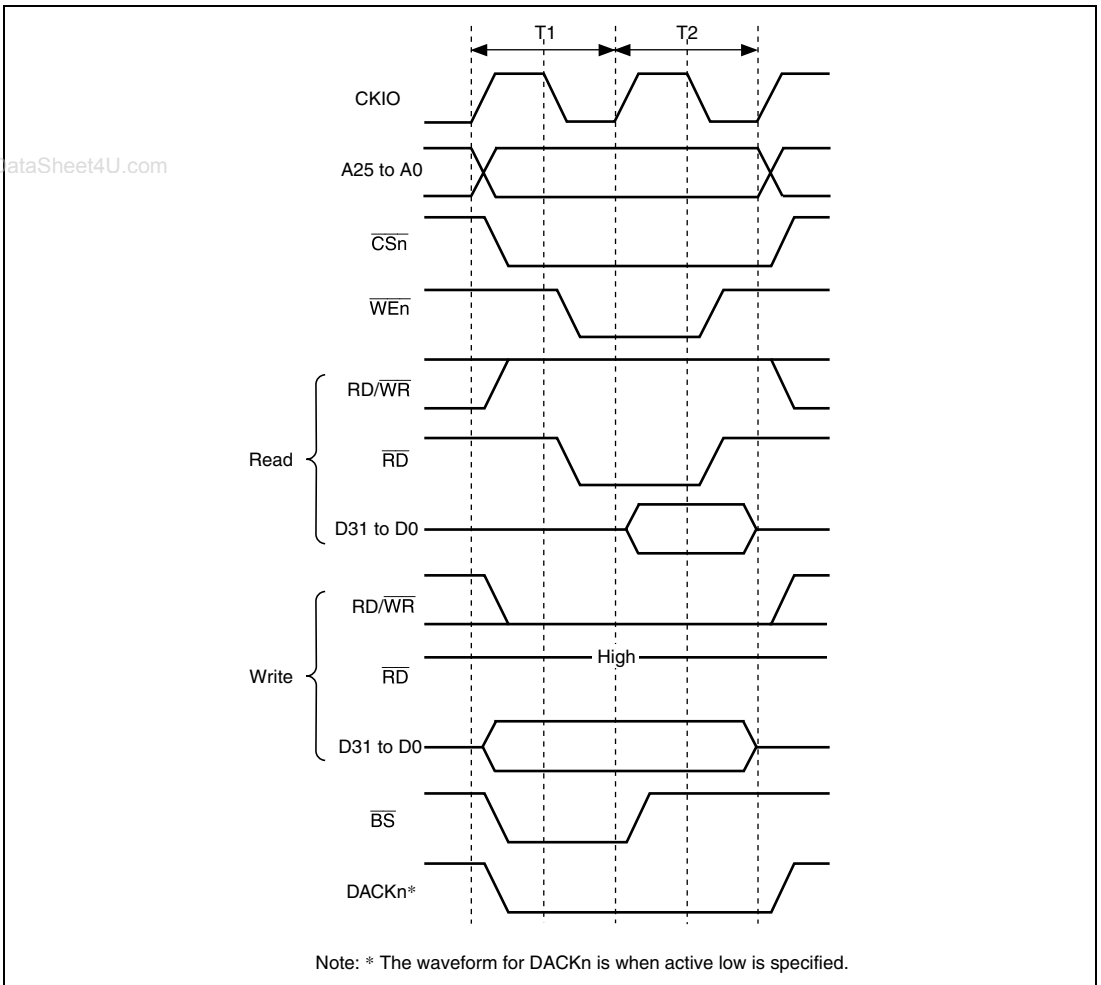 T1 T2
CKIO
DataSheet4U.com
A25 to A0
CSn
WEn
RD/WR
Read
RD
D31 to D0
RD/WR
High
Write
RD
D31 to D0
BS
DACKn*
Note: * The waveform for DACKn is when active low is specified.